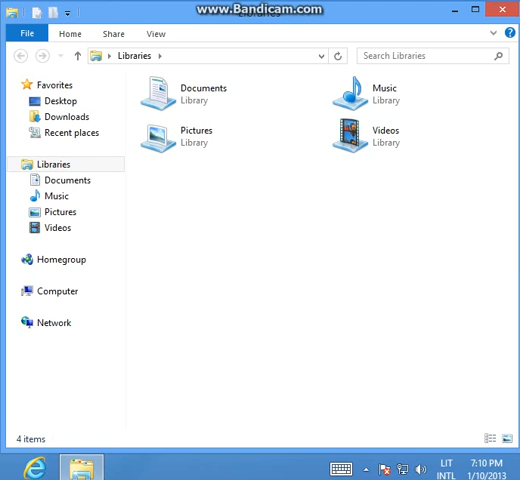 www.Bandicam.com
File
Home
Share
View
Libraries
Search Libraries
Favorites
Desktop
Downloads
Recent places
Libraries
Documents
Music
Pictures
Videos
Homegroup
Computer
Network
Documents
Library
Music
Library
Pictures
Library
Videos
Library
4 items
LIT
INTL
7:10 PM
1/10/2013